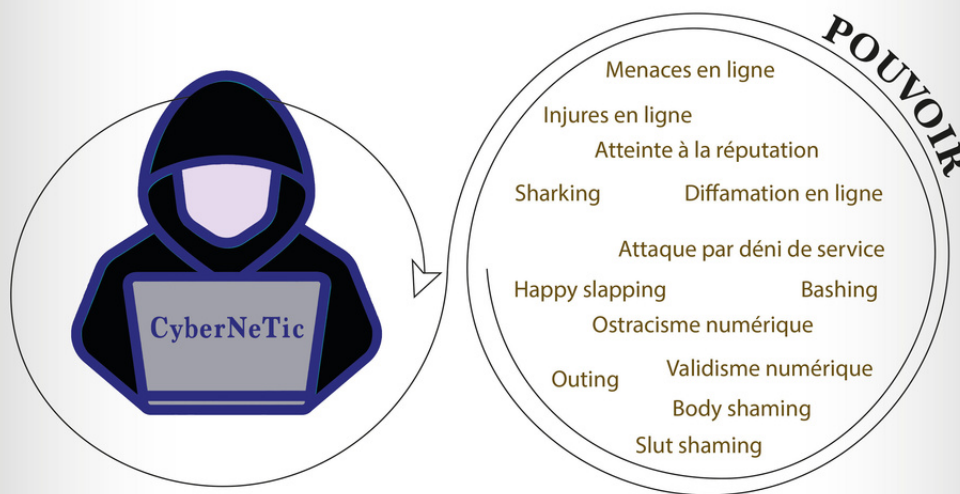 POUVOIR
Menaces en ligne
Injures en ligne
Atteinte à la réputation
Sharking
Diffamation en ligne
Attaque par déni de service
Happy slapping
Bashing
Ostracisme numérique
Validisme numérique
Outing
Body shaming
Slut shaming
CyberNeTic